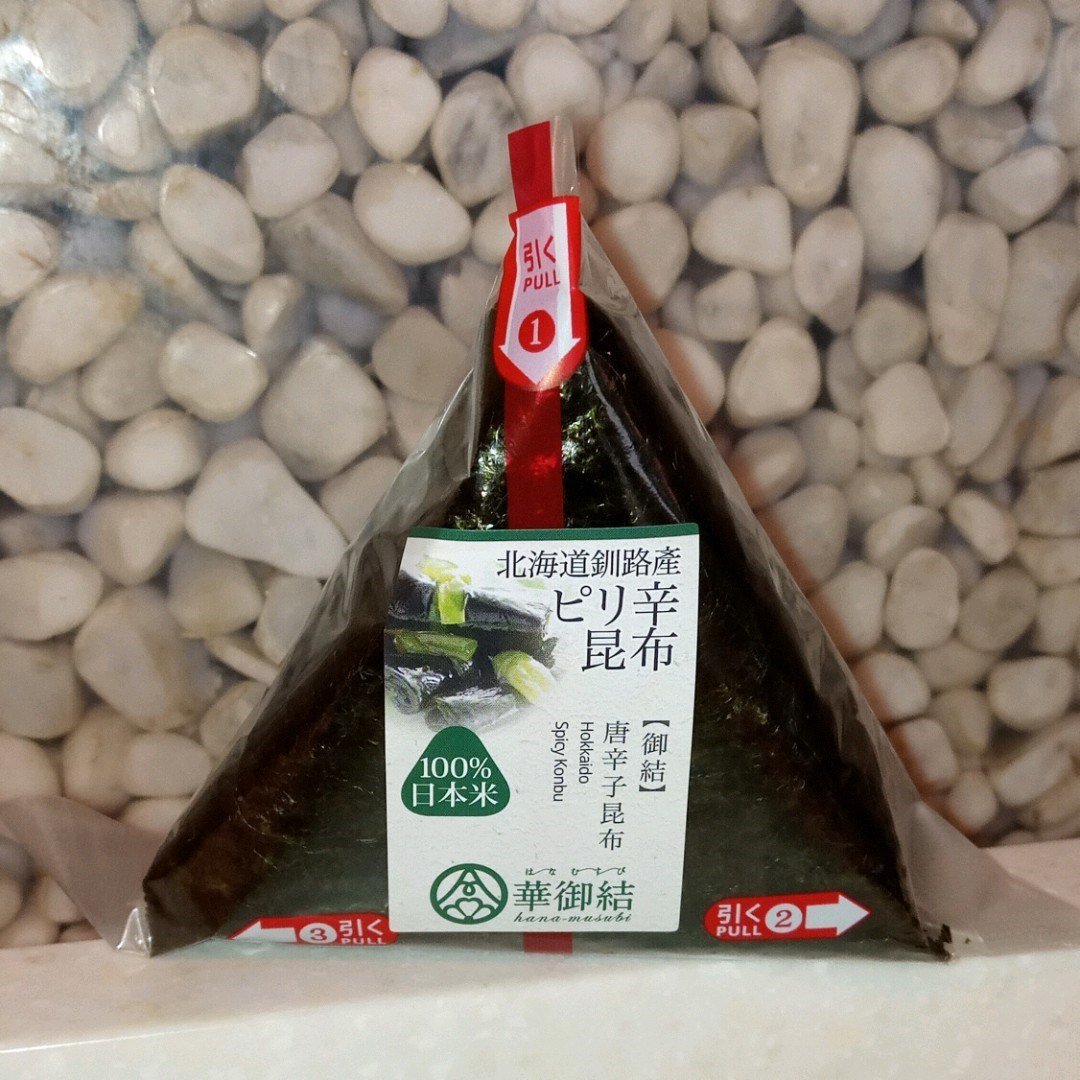 引く
PULL
1
北海道釧路產
ピリ辛
昆布
【御結】
唐辛子昆布
Hokkaido
Spicy Konbu
100%
日本米
はなむすび
華御結
hana-musubi
3 引く
PULL
引く 2
PULL